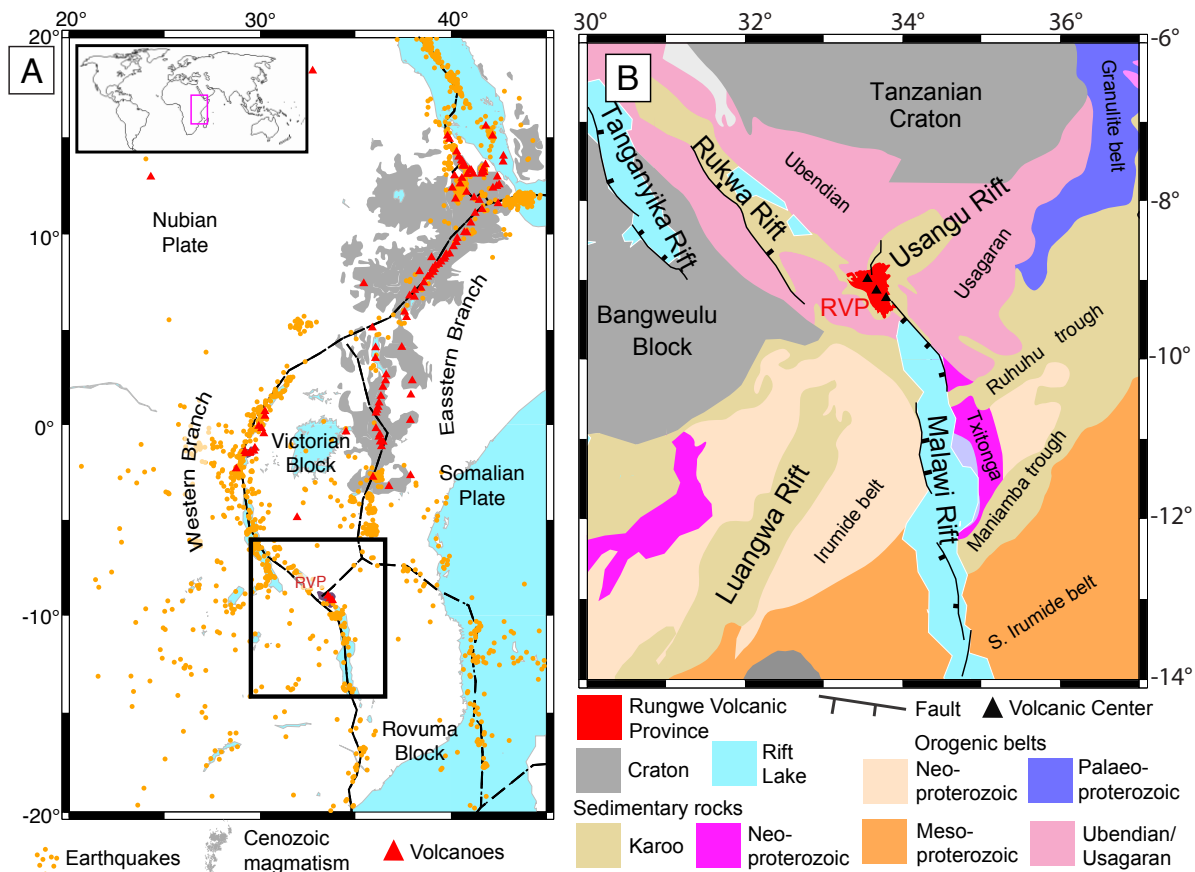 20°
30°
40°
A
20°
10°
0°
-10°
-20°
Nubian
Plate
Eastern Branch
Western Branch
Victorian
Block
Somalian
Plate
RVP
Rovuma
Block
Earthquakes
Cenozoic
magmatism
Volcanoes
30°
32°
34°
36°
B
-6°
-8°
-10°
-12°
-14°
Tanzanian
Craton
Granulite belt
Tanganyika Rift
Rukwa Rift
Ubendian
Usangu Rift
Usagaran
RVP
Bangweulu
Block
Ruhuhu trough
Txitonga
Malawi Rift
Maniamba trough
Luangwa Rift
Irumide belt
S. Irumide belt
Rungwe Volcanic
Province
Fault
Volcanic Center
Craton
Rift
Lake
Orogenic belts
Neo-
proterozoic
Palaeo-
proterozoic
Sedimentary rocks
Karoo
Neo-
proterozoic
Meso-
proterozoic
Ubendian/
Usagaran